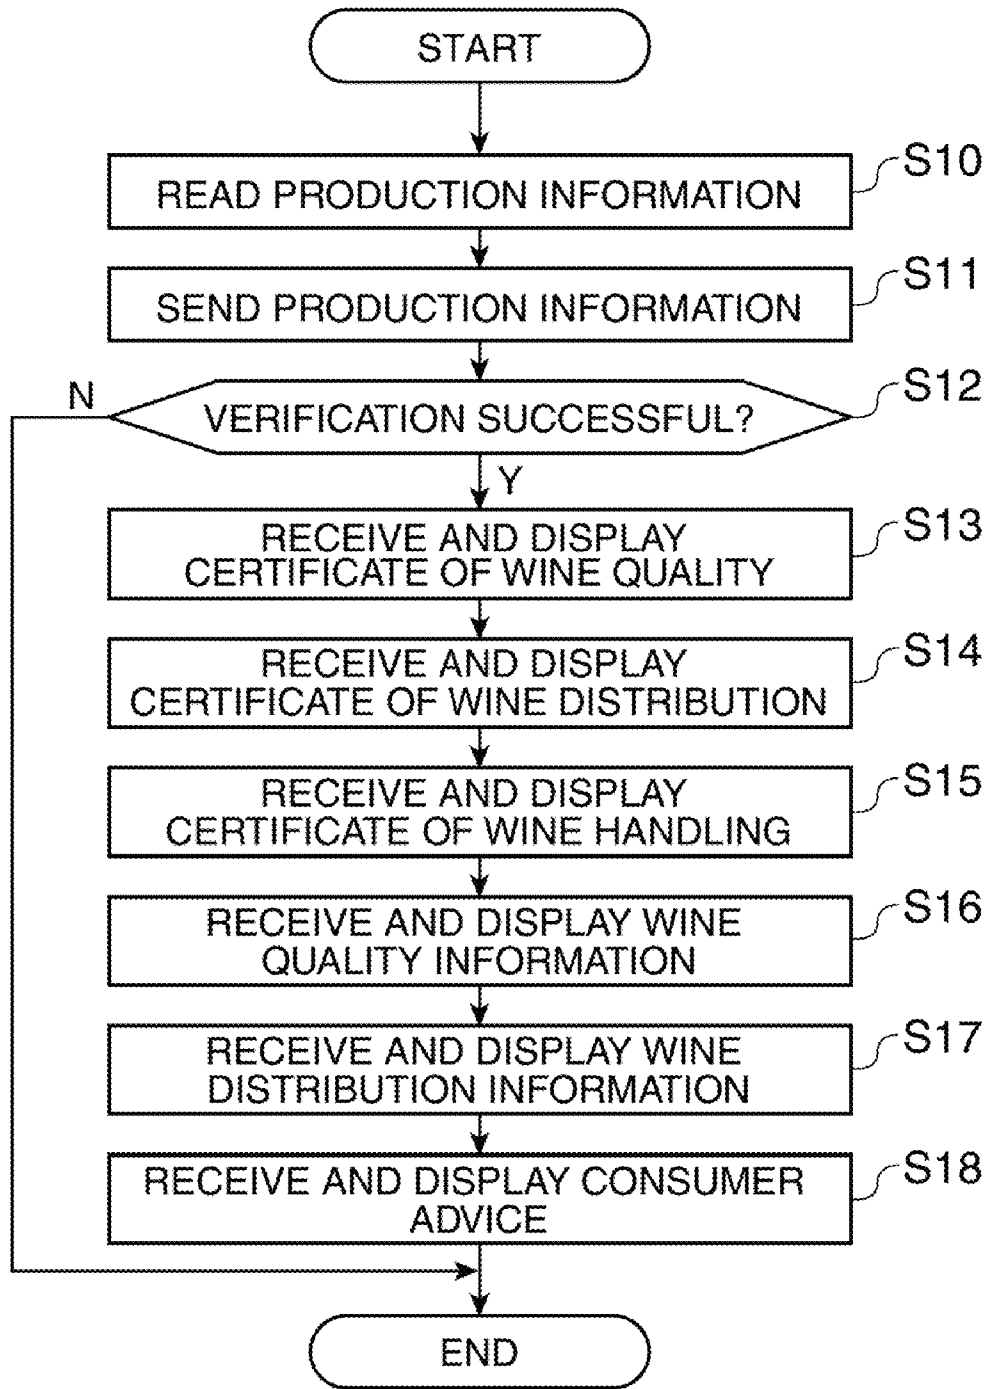 START
S10
READ PRODUCTION INFORMATION
S11
SEND PRODUCTION INFORMATION
S12
N
VERIFICATION SUCCESSFUL?
Y
S13
RECEIVE AND DISPLAY
CERTIFICATE OF WINE QUALITY
S14
RECEIVE AND DISPLAY
CERTIFICATE OF WINE DISTRIBUTION
S15
RECEIVE AND DISPLAY
CERTIFICATE OF WINE HANDLING
S16
RECEIVE AND DISPLAY WINE
QUALITY INFORMATION
S17
RECEIVE AND DISPLAY WINE
DISTRIBUTION INFORMATION
S18
RECEIVE AND DISPLAY CONSUMER
ADVICE
END